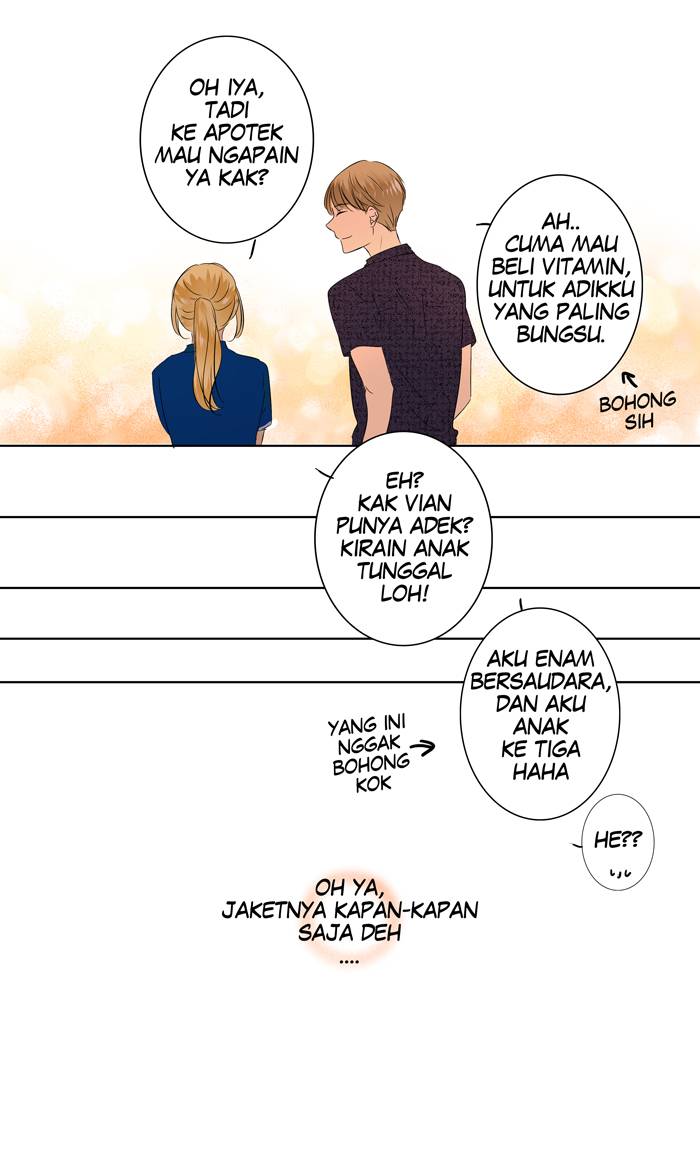 OH IYA,
TADI
KE APOTEK
MAU NGAPAIN
YA KAK?
AH..
CUMA MAU
BELI VITAMIN,
UNTUK ADIKKU
YANG PALING
BUNGSU.
BOHONG
SIH
EH?
KAK VIAN
PUNYA ADEK?
KIRAIN ANAK
TUNGGAL
LOH!
AKU ENAM
BERSAUDARA,
DAN AKU
ANAK
KE TIGA
HAHA
YANG INI
NGGAK
BOHONG
KOK
HE??
OH YA,
JAKETNYA KAPAN-KAPAN
SAJA DEH
....